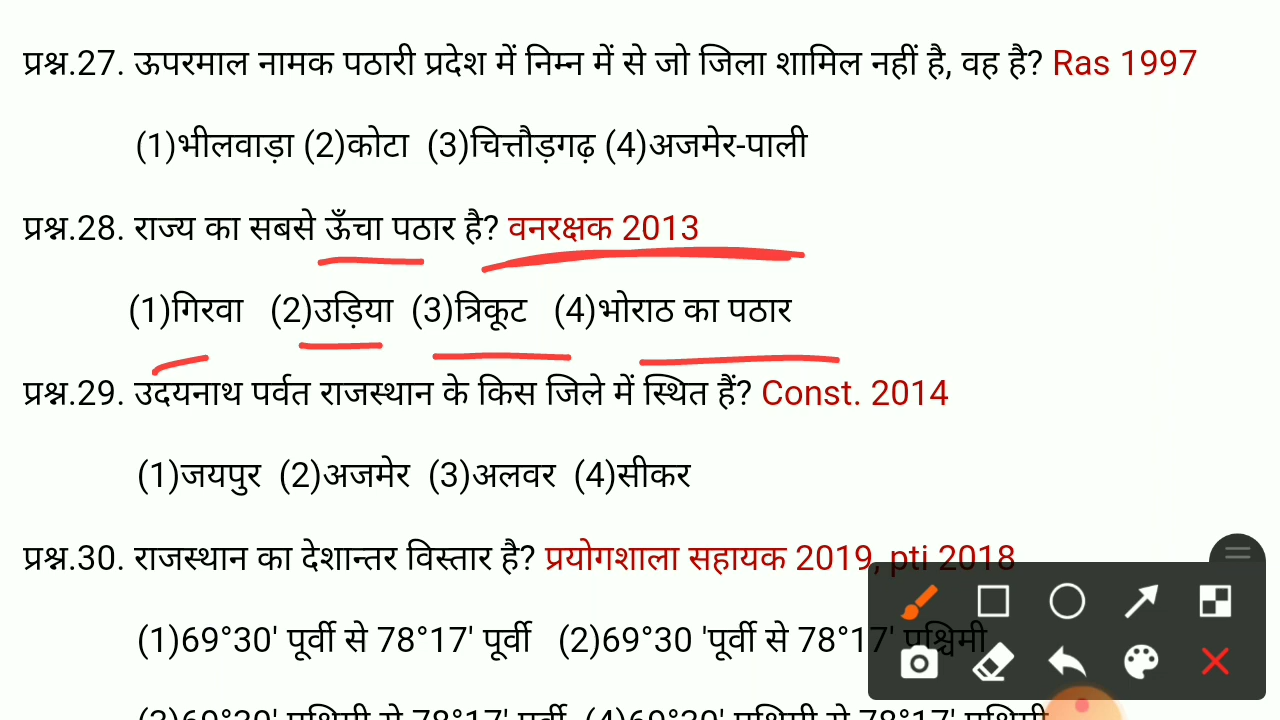 प्रश्न.27. ऊपरमाल नामक पठारी प्रदेश में निम्न में से जो जिला शामिल नहीं है, वह है? Ras 1997
(1)भीलवाड़ा (2)कोटा (3)चित्तौड़गढ़ (4)अजमेर-पाली
प्रश्न.28. राज्य का सबसे ऊँचा पठार है? वनरक्षक 2013
(1)गिरवा (2)उड़िया (3)त्रिकूट (4)भोराठ का पठार
प्रश्न.29. उदयनाथ पर्वत राजस्थान के किस जिले में स्थित हैं? Const. 2014
(1)जयपुर (2)अजमेर (3)अलवर (4)सीकर
प्रश्न.30. राजस्थान का देशान्तर विस्तार है? प्रयोगशाला सहायक 2019, pti 2018
(1)69°30' पूर्वी से 78°17' पूर्वी (2)69°30 'पूर्वी से 78°17' पश्चिमी